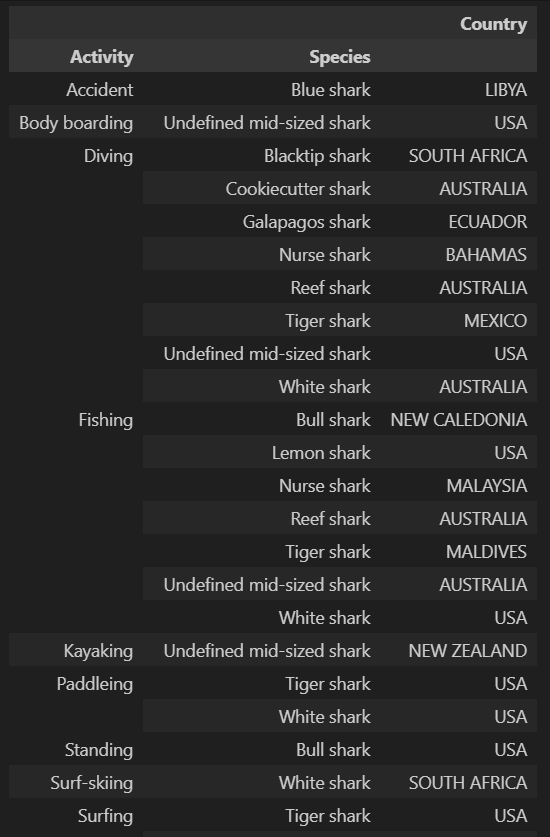 Country
Activity Species
Accident Blue shark LIBYA
Body boarding Undefined mid-sized shark USA
Diving Blacktip shark SOUTH AFRICA
Cookiecutter shark AUSTRALIA
Galapagos shark ECUADOR
Nurse shark BAHAMAS
Reef shark AUSTRALIA
Tiger shark MEXICO
Undefined mid-sized shark USA
White shark AUSTRALIA
Fishing Bull shark NEW CALEDONIA
Lemon shark USA
Nurse shark MALAYSIA
Reef shark AUSTRALIA
Tiger shark MALDIVES
Undefined mid-sized shark AUSTRALIA
White shark USA
Kayaking Undefined mid-sized shark NEW ZEALAND
Paddleing Tiger shark USA
White shark USA
Standing Bull shark USA
Surf-skiing White shark SOUTH AFRICA
Surfing Tiger shark USA